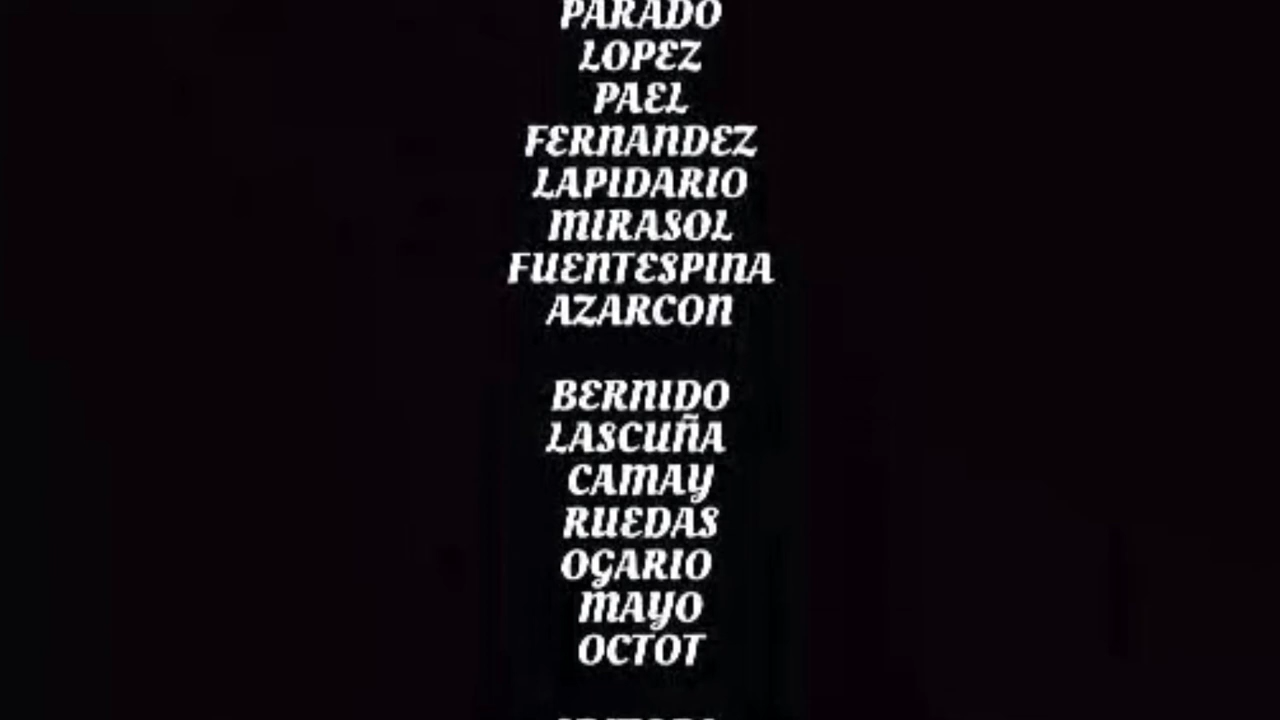 PARADO
LOPEZ
PAEL
FERNANDEZ
LAPIDARIO
MIRASOL
FUENTESPINA
AZARCON
BERNIDO
LASCUÑA
CAMAY
RUEDAS
OGARIO
MAYO
OCTOT